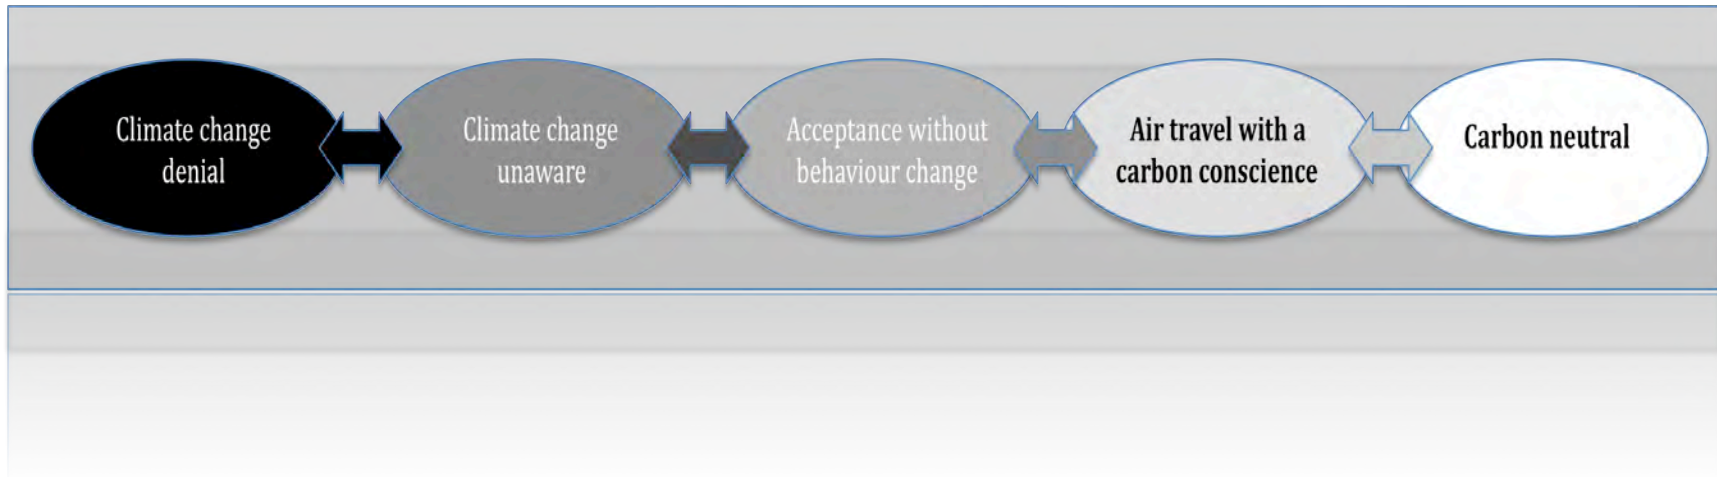 Climate change
denial
Climate change
unaware
Acceptance without
behaviour change
Air travel with a
carbon conscience
Carbon neutral